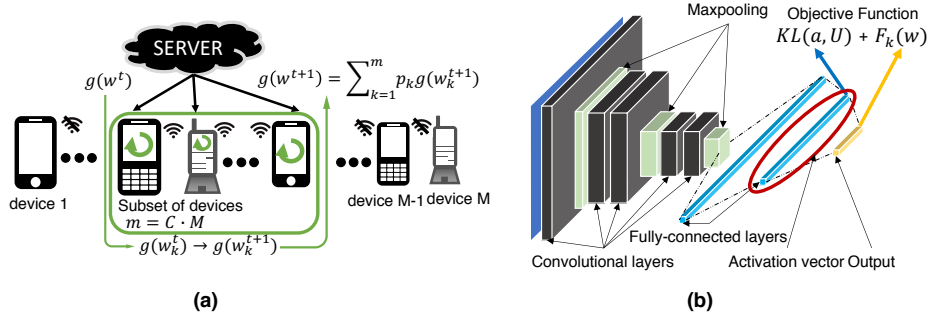 SERVER
g(w^t)
g(w^{t+1}) = \sum_{k=1}^{m} p_k g(w_k^{t+1})
device 1
Subset of devices
m = C · M
device M-1 device M
g(w_k^t) → g(w_k^{t+1})
(a)
Maxpooling
Objective Function
KL(a, U) + F_k(w)
Fully-connected layers
Convolutional layers
Activation vector Output
(b)